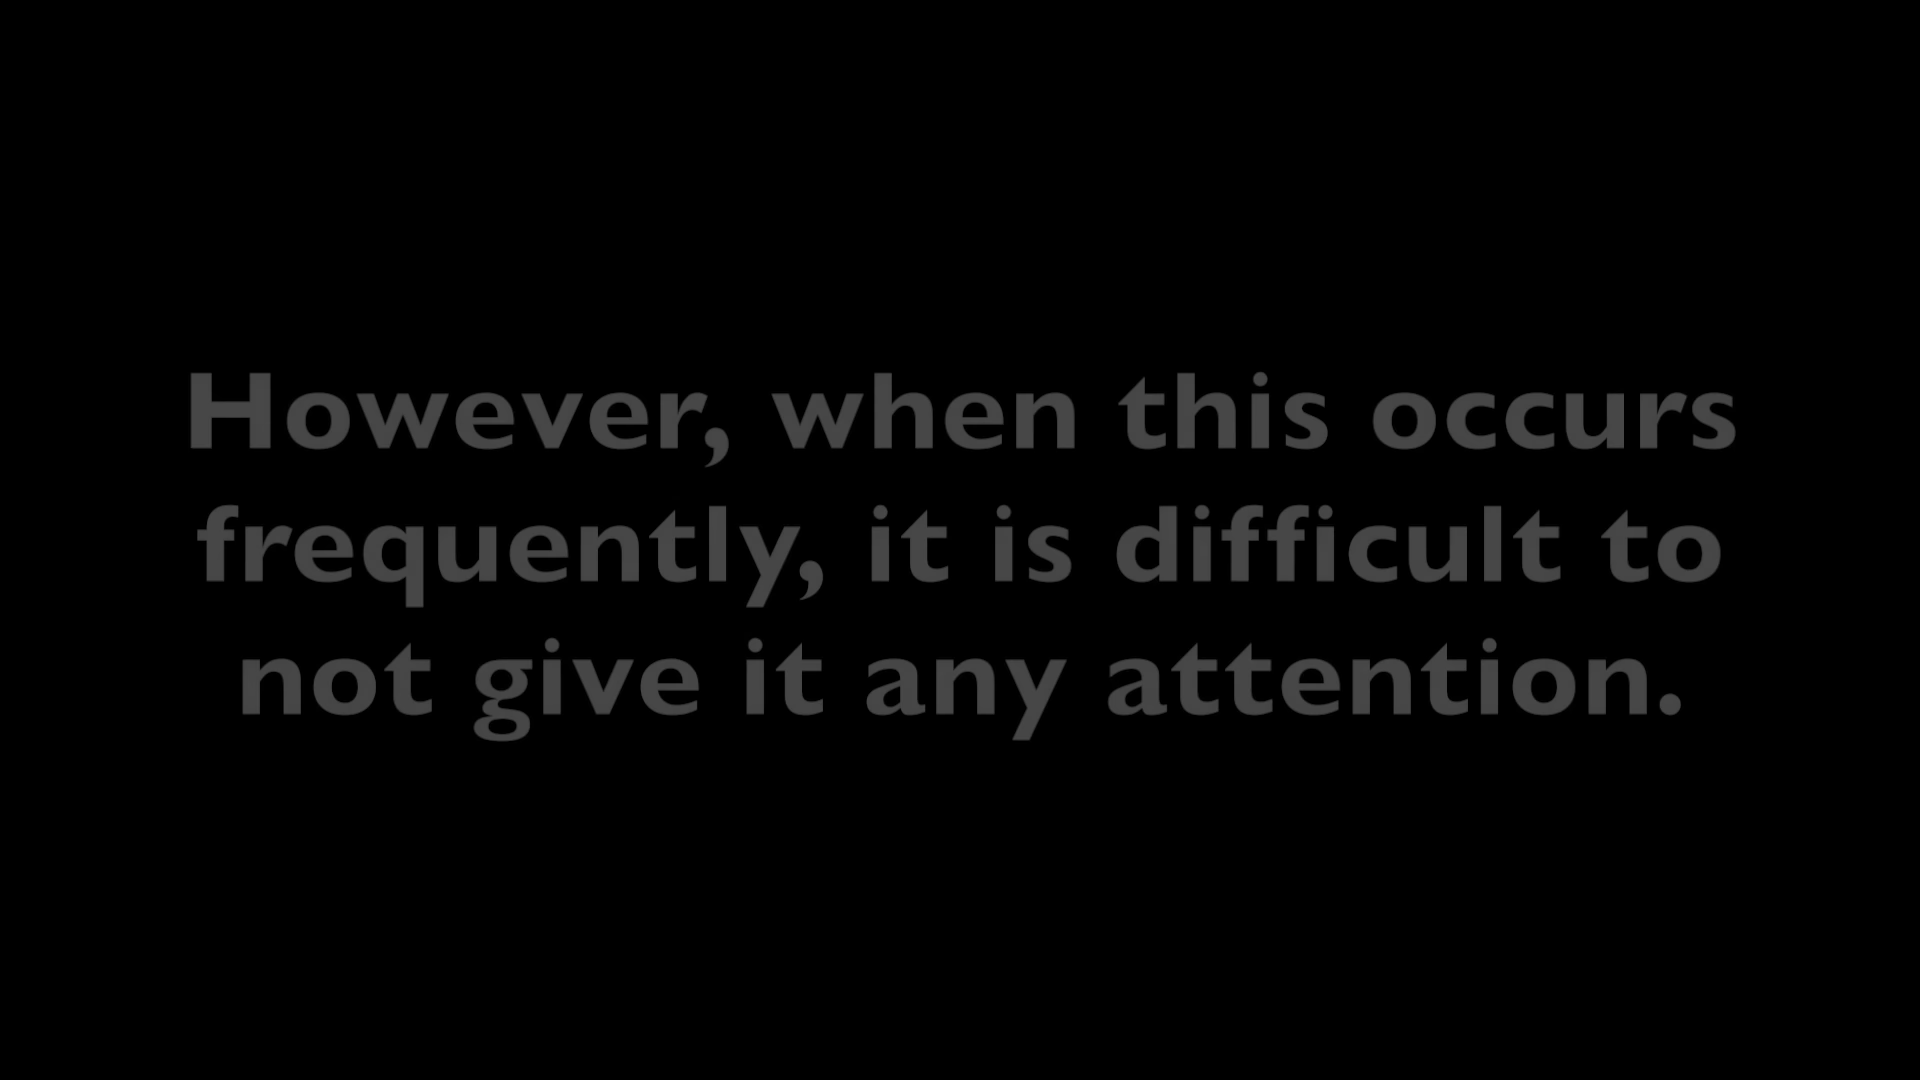 However, when this occurs
frequently, it is difficult to
not give it any attention.